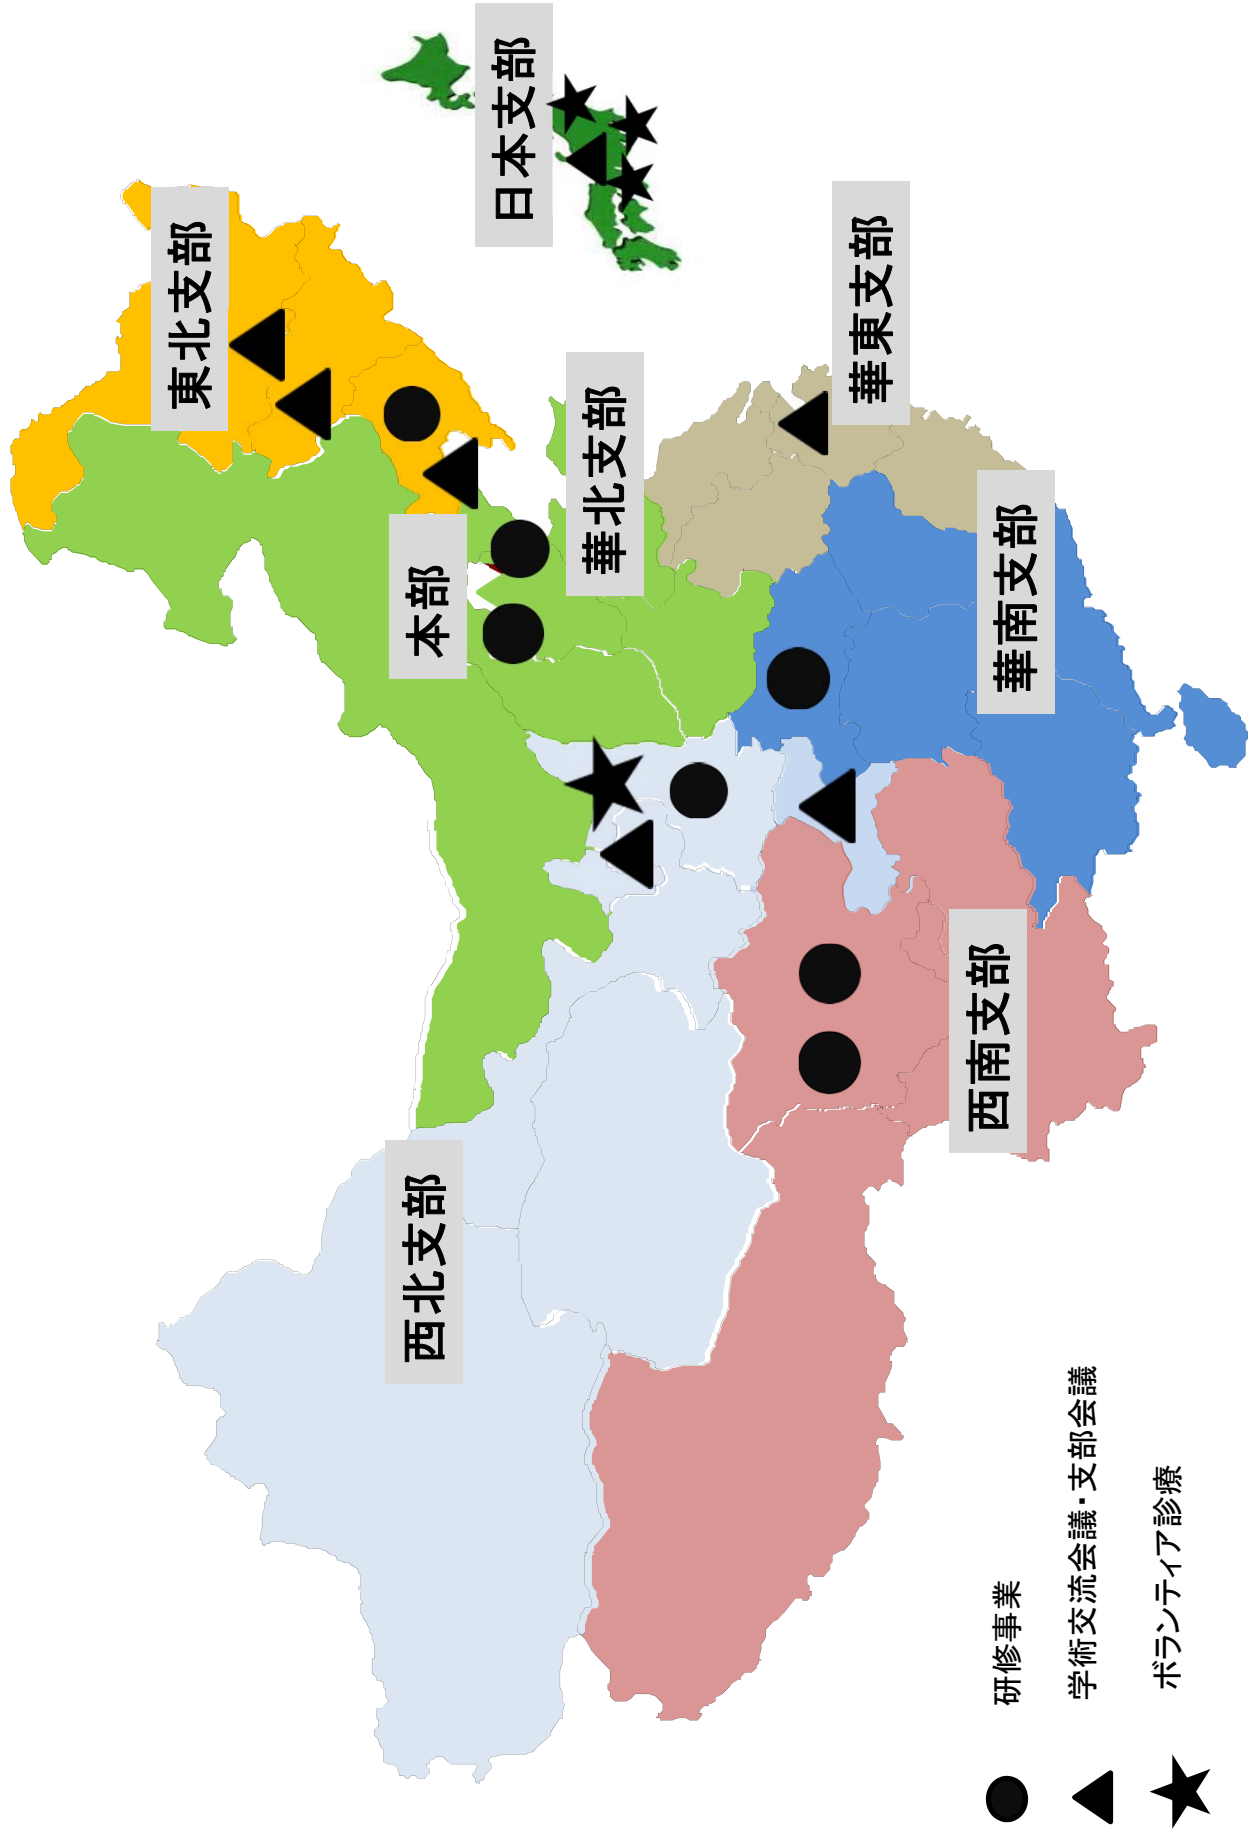 東北支部
日本支部
本部
華北支部
華東支部
西北支部
華南支部
西南支部
研修事業
学術交流会議・支部会議
ボランティア診療